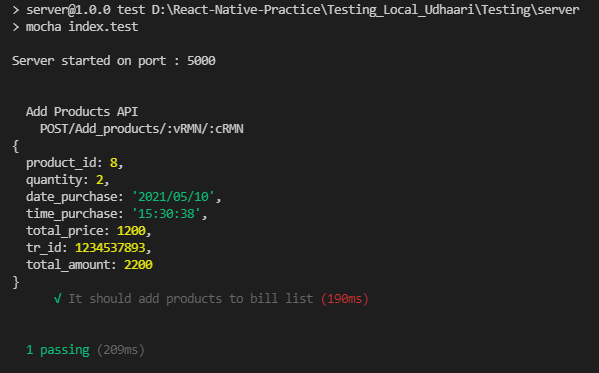 > server@1.0.0 test D:\React-Native-Practice\Testing_Local_Udhaari\Testing\server
> mocha index.test
Server started on port : 5000
Add Products API
POST/Add_products/:vRMN/:cRMN
{
product_id: 8,
quantity: 2,
date_purchase: '2021/05/10',
time_purchase: '15:30:38',
total_price: 1200,
tr_id: 1234537893,
total_amount: 2200
}
√ It should add products to bill list (190ms)
1 passing (209ms)